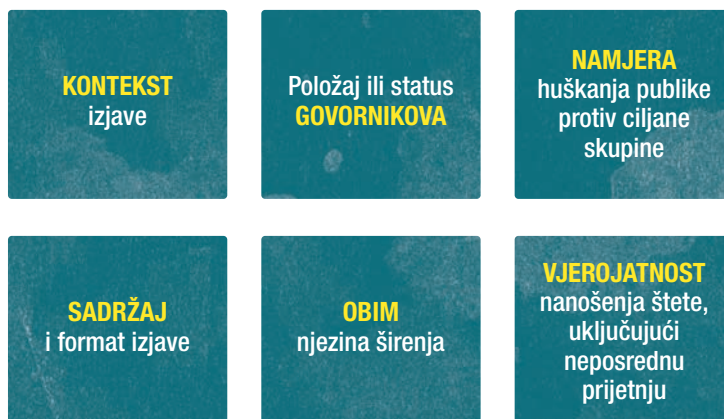 KONTEKST
izjave
Položaj ili status
GOVORNIKOVA
NAMJERA
huškanja publike
protiv ciljane
skupine
SADRŽAJ
i format izjave
OBIM
njezina širenja
VJEROJATNOST
nanošenja štete,
uključujući
neposrednu
prijetnju